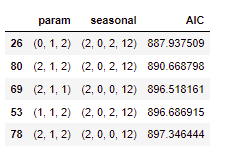 param seasonal AIC
26 (0, 1, 2) (2, 0, 2, 12) 887.937509
80 (2, 1, 2) (2, 0, 2, 12) 890.668798
69 (2, 1, 1) (2, 0, 2, 12) 896.518161
53 (1, 1, 2) (2, 0, 2, 12) 896.686915
78 (2, 1, 2) (2, 0, 0, 12) 897.346444